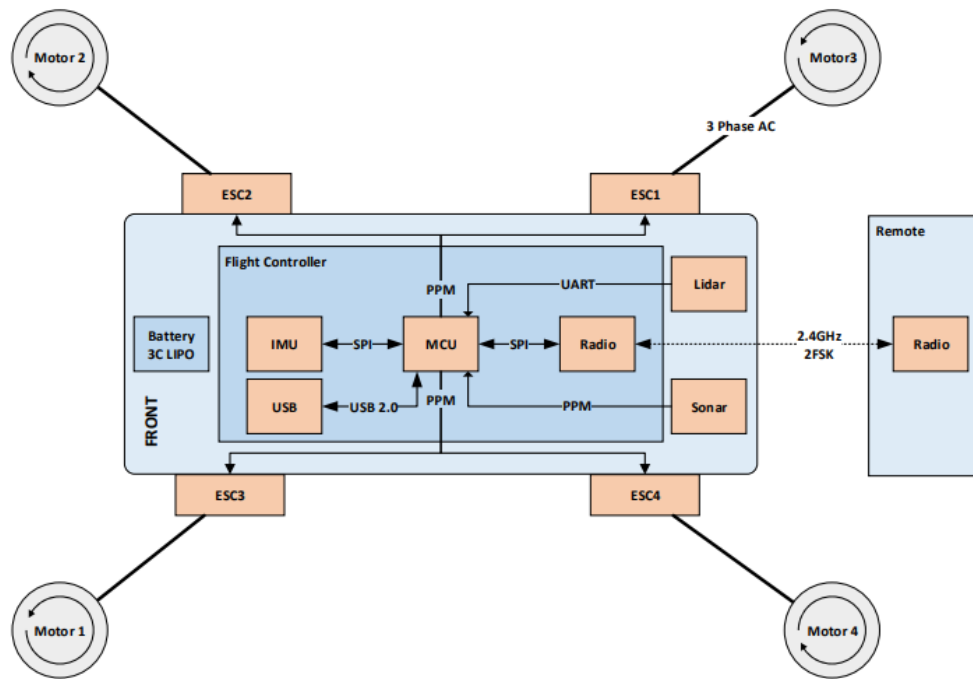 Motor 2
Motor3
3 Phase AC
ESC2
ESC1
Remote
Flight Controller
Lidar
PPM
UART
Battery
3C LIPO
IMU
SPI
MCU
SPI
Radio
2.4GHz
2FSK
Radio
USB
USB 2.0
PPM
PPM
Sonar
FRONT
ESC3
ESC4
Motor 1
Motor 4